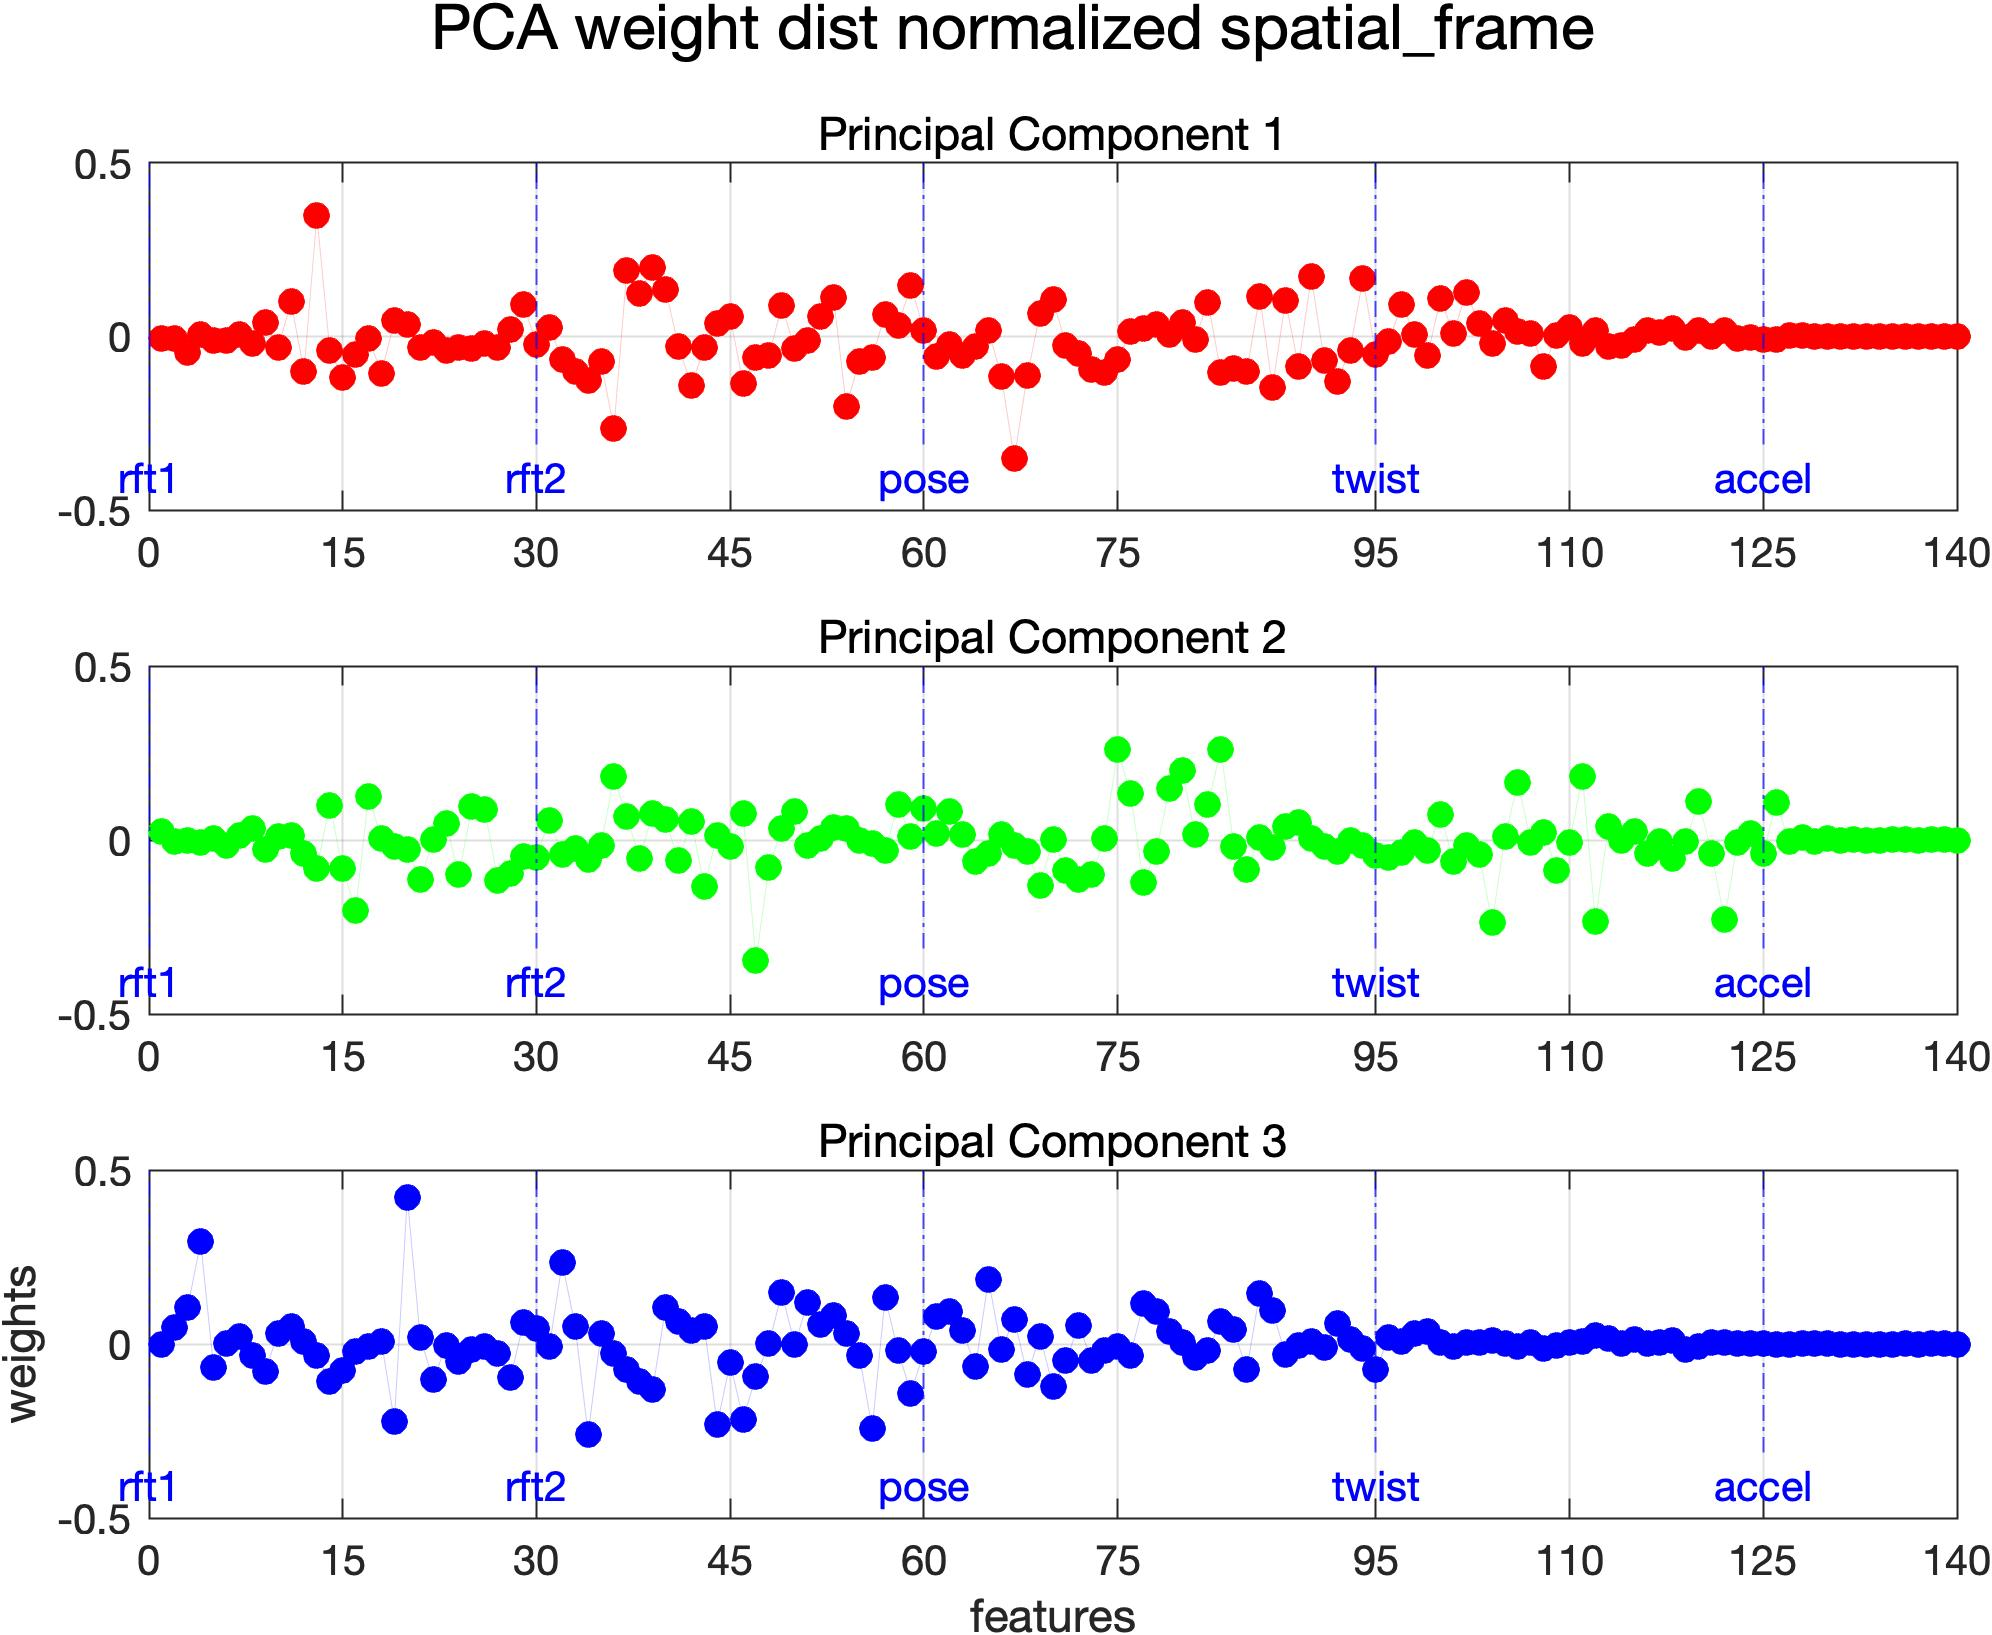 PCA weight dist normalized spatial_frame
Principal Component 1
0.5
0
-0.5
rft1 rft2 pose twist accel
0 15 30 45 60 75 95 110 125 140
Principal Component 2
0.5
0
-0.5
rft1 rft2 pose twist accel
0 15 30 45 60 75 95 110 125 140
Principal Component 3
0.5
0
-0.5
weights
rft1 rft2 pose twist accel
0 15 30 45 60 75 95 110 125 140
features